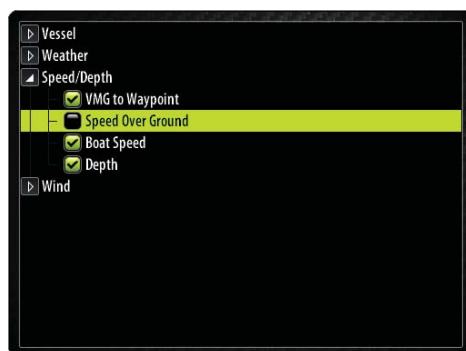 Vessel
Weather
Speed/Depth
VMG to Waypoint
Speed Over Ground
Boat Speed
Depth
Wind